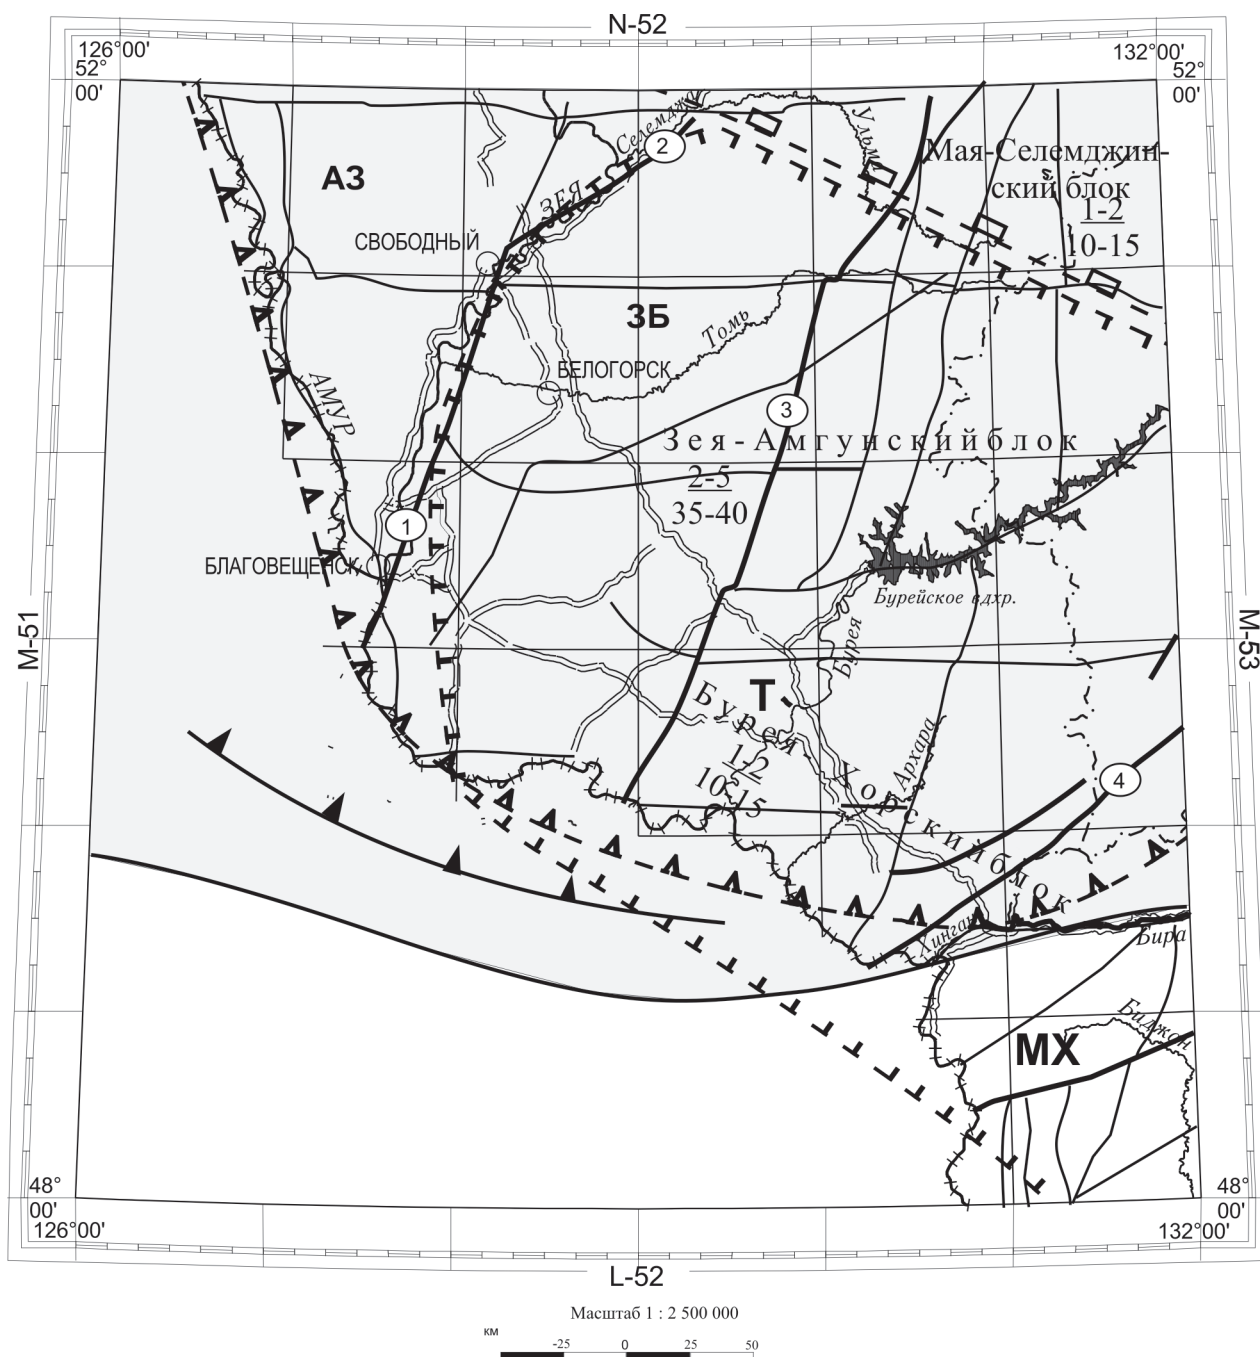 N-52
126°00'
52°
00'
132°00'
52°
00'
АЗ
Селемджа
2
Ульма
Мая-Селемджин-
ский блок
1-2
10-15
ЗЕЯ
СВОБОДНЫЙ
ЗБ
Томь
БЕЛОГОРСК
АМУР
3
Зея-Амгунский блок
2-5
35-40
1
БЛАГОВЕЩЕНСК
Бурейское вдхр.
М-51
М-53
Бурея
Т
Бурея-Хорский блок
1-2
10-15
Архара
4
Хинган
Бира
Биджан
МХ
48°
00'
126°00'
48°
00'
132°00'
L-52
Масштаб 1 : 2 500 000
км
-25
0
25
50